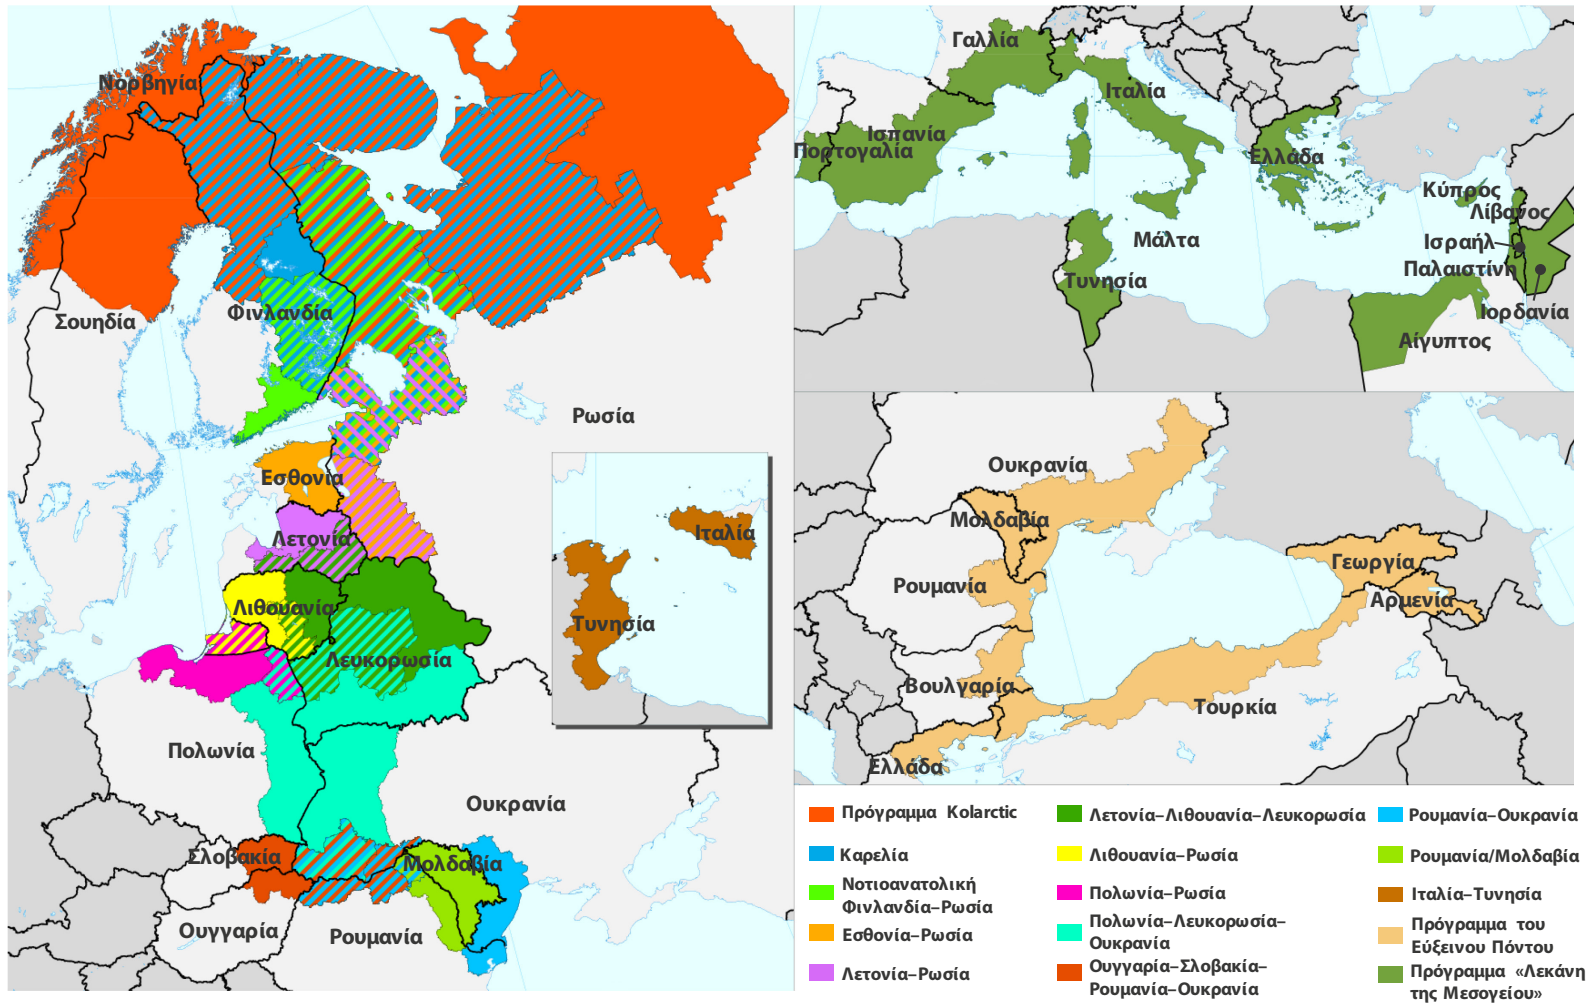 Νορβηγία
Σουηδία
Φινλανδία
Ρωσία
Εσθονία
Λετονία
Λιθουανία
Λευκορωσία
Πολωνία
Ουκρανία
Σλοβακία
Μολδαβία
Ουγγαρία
Ρουμανία
Ιταλία
Τυνησία
Γαλλία
Ιταλία
Ισπανία
Πορτογαλία
Ελλάδα
Κύπρος
Λίβανος
Μάλτα
Ισραήλ
Παλαιστίνη
Τυνησία
Ιορδανία
Αίγυπτος
Ουκρανία
Μολδαβία
Ρουμανία
Γεωργία
Αρμενία
Βουλγαρία
Τουρκία
Ελλάδα
Πρόγραμμα Kolarctic
Καρελία
Νοτιοανατολική
Φινλανδία–Ρωσία
Εσθονία–Ρωσία
Λετονία–Ρωσία
Λετονία–Λιθουανία–Λευκορωσία
Λιθουανία–Ρωσία
Πολωνία–Ρωσία
Πολωνία–Λευκορωσία–
Ουκρανία
Ουγγαρία–Σλοβακία–
Ρουμανία–Ουκρανία
Ρουμανία–Ουκρανία
Ρουμανία/Μολδαβία
Ιταλία–Τυνησία
Πρόγραμμα του
Εύξεινου Πόντου
Πρόγραμμα «Λεκάνη
της Μεσογείου»